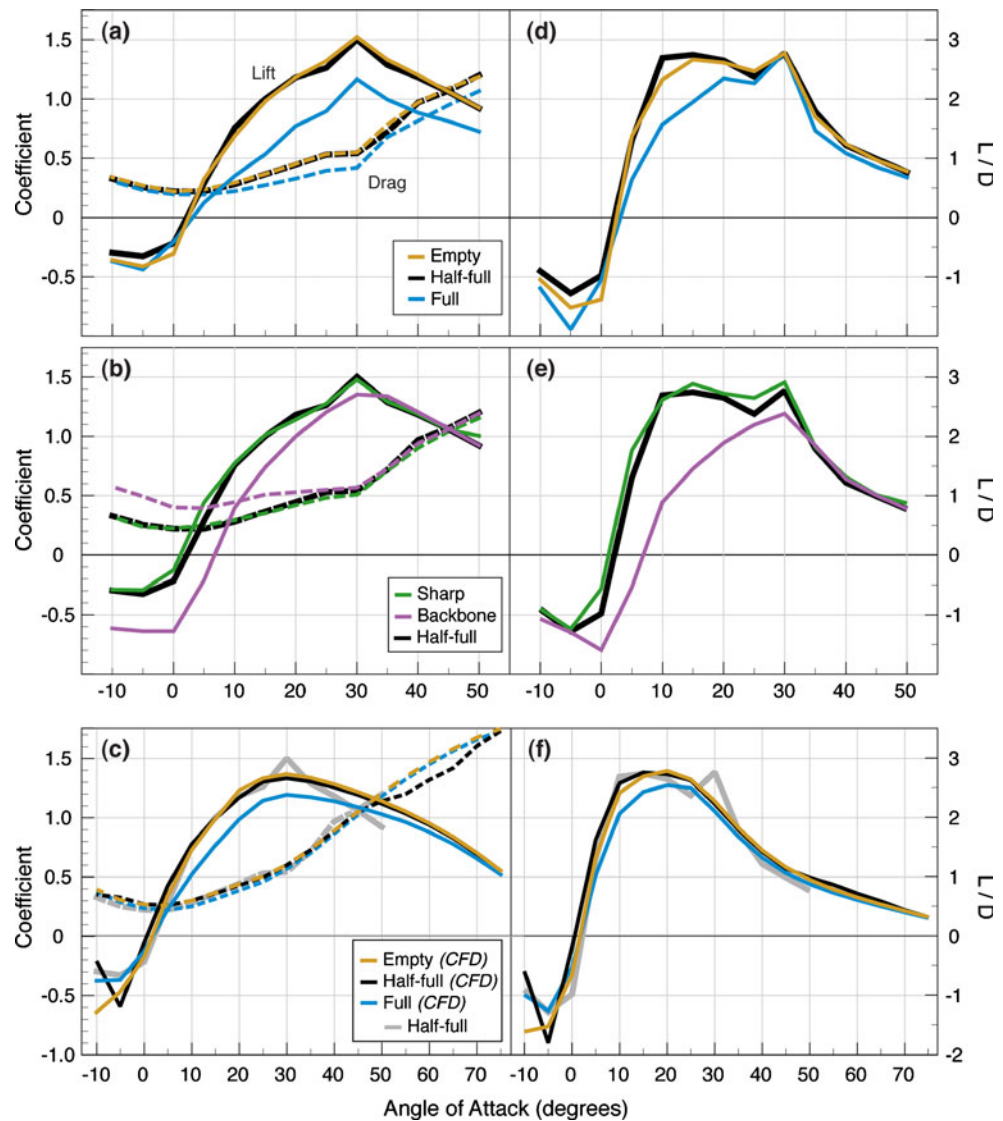 (a)
(d)
1.5
3
Lift
1.0
2
Coefficient
0.5
1
L / D
Drag
0
0
Empty
Half-full
Full
-0.5
-1
(b)
(e)
1.5
3
1.0
2
Coefficient
0.5
1
L / D
0
0
Sharp
Backbone
Half-full
-0.5
-1
-10 0 10 20 30 40 50 -10 0 10 20 30 40 50
(c)
(f)
1.5
3
1.0
2
Coefficient
0.5
1
L / D
0
0
Empty (CFD)
Half-full (CFD)
Full (CFD)
Half-full
-0.5
-1
-1.0
-2
-10 0 10 20 30 40 50 60 70 -10 0 10 20 30 40 50 60 70
Angle of Attack (degrees)